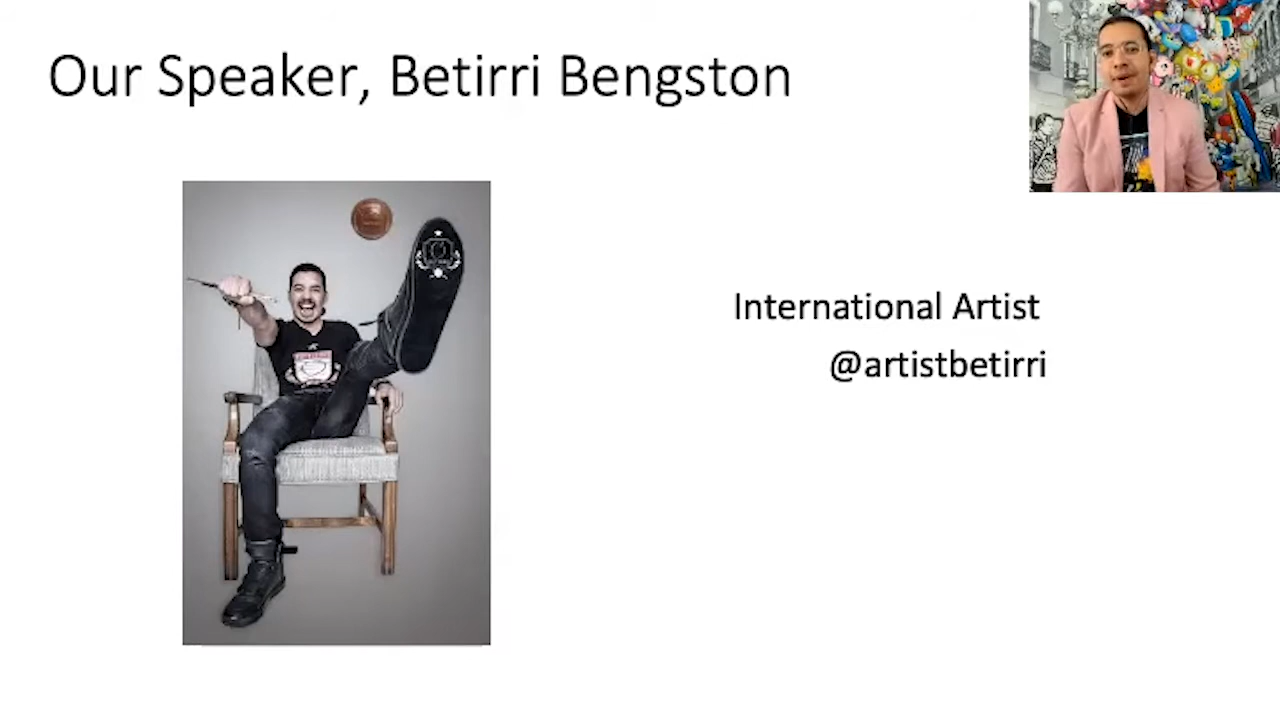 Our Speaker, Betirri Bengston
International Artist
@artistbetirri